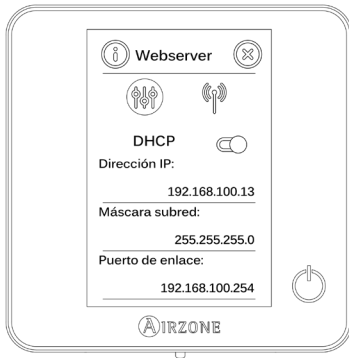 i Webserver
DHCP
Dirección IP:
192.168.100.13
Máscara subred:
255.255.255.0
Puerto de enlace:
192.168.100.254
AIRZONE